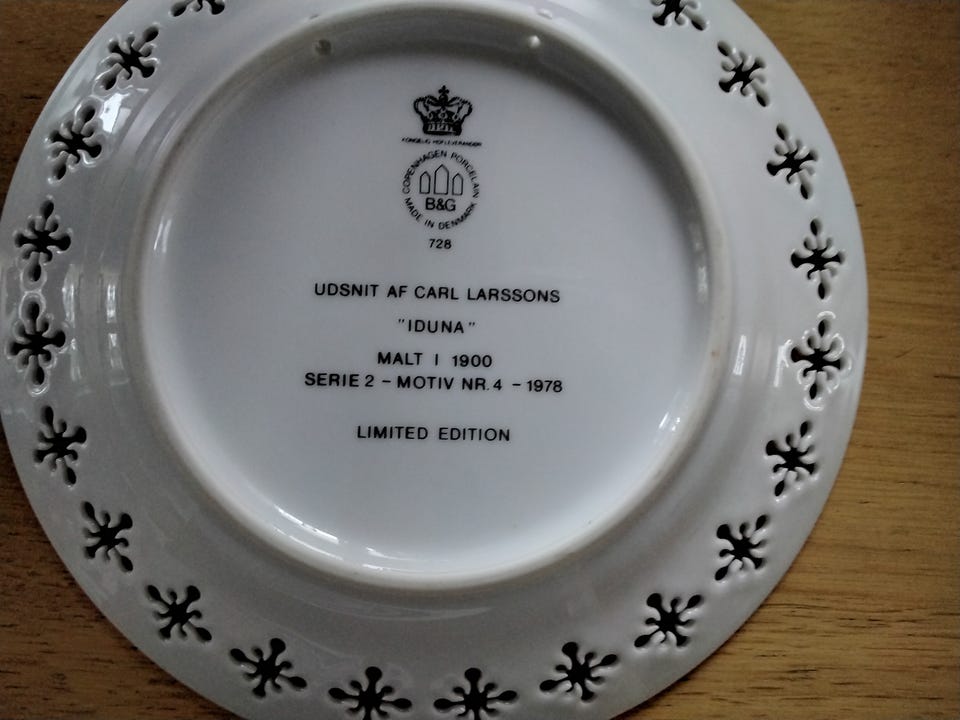 KONGELIG HOFLEVERANDØR
COPENHAGEN PORCELAIN
B&G
MADE IN DENMARK
728
UDSNIT AF CARL LARSSONS
"IDUNA"
MALT I 1900
SERIE 2 - MOTIV NR. 4 - 1978
LIMITED EDITION